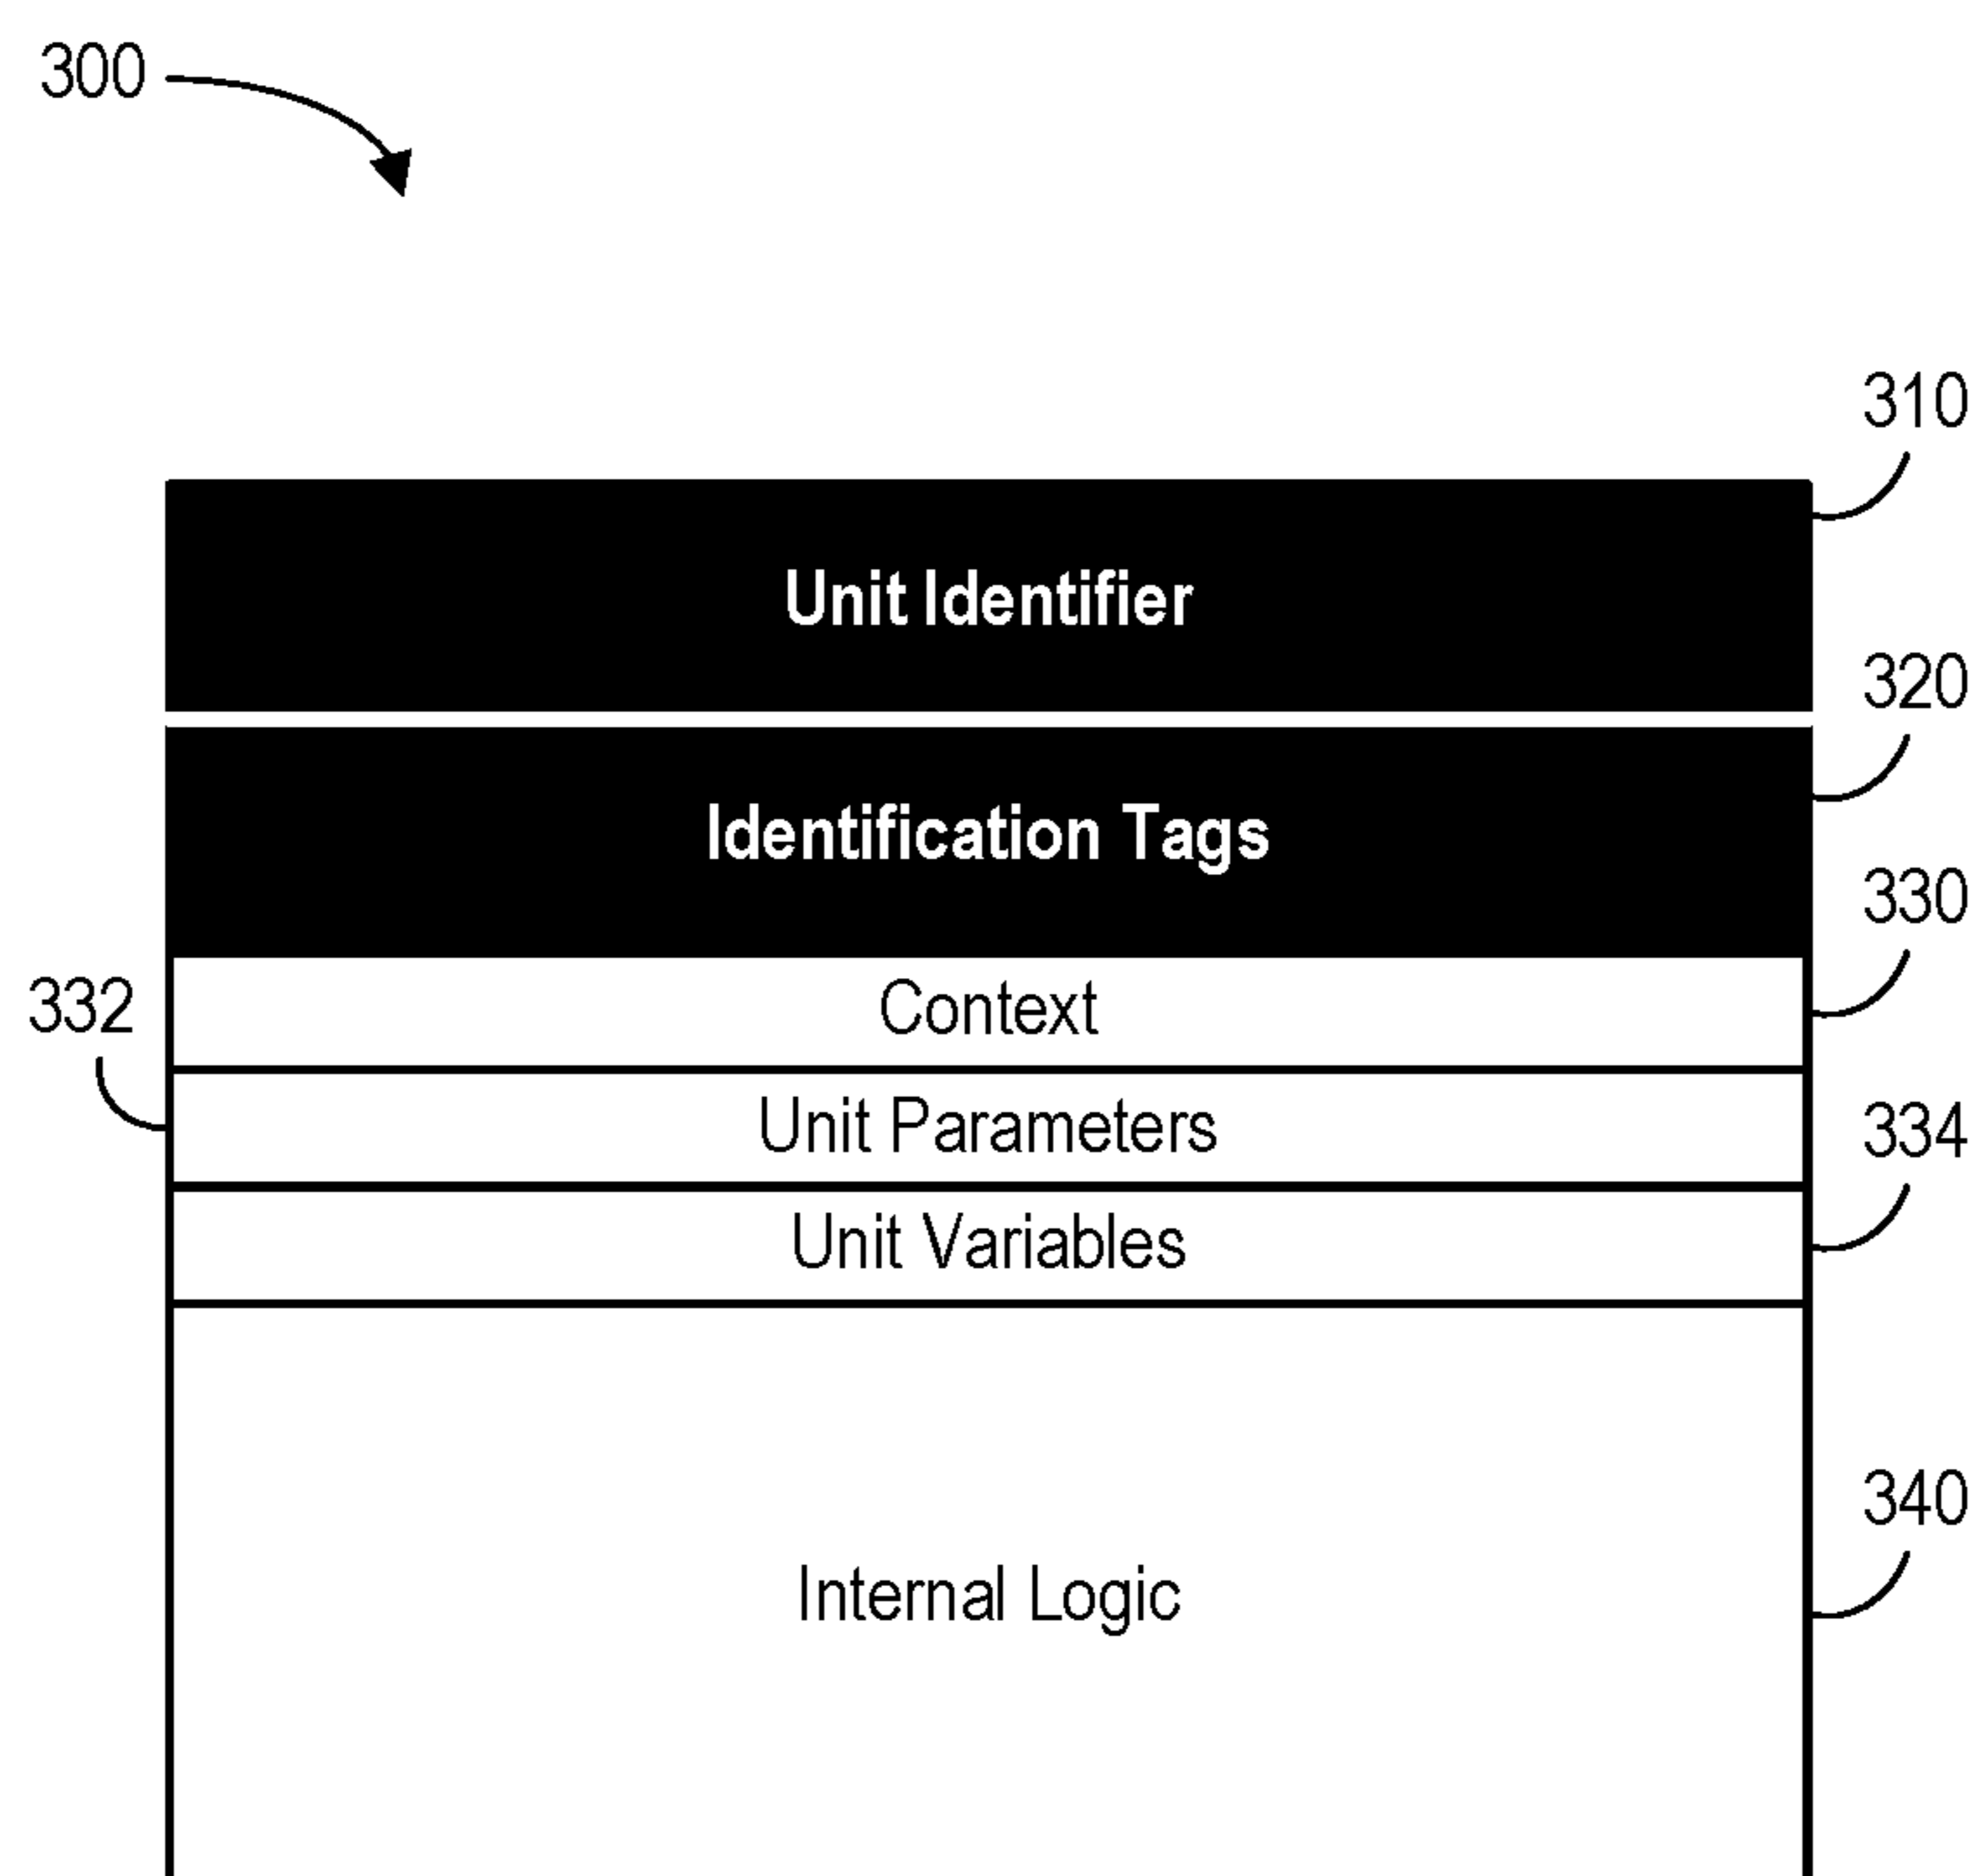 300
310
Unit Identifier
320
Identification Tags
330
332
Context
Unit Parameters
334
Unit Variables
340
Internal Logic